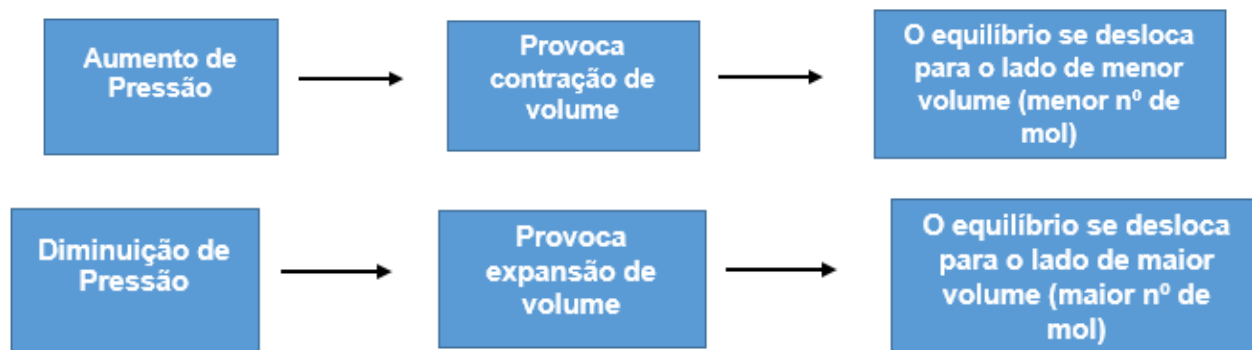 Aumento de
Pressão
Provoca
contração de
volume
O equilíbrio se desloca
para o lado de menor
volume (menor nº de
mol)
Diminuição de
Pressão
Provoca
expansão de
volume
O equilíbrio se desloca
para o lado de maior
volume (maior nº de
mol)